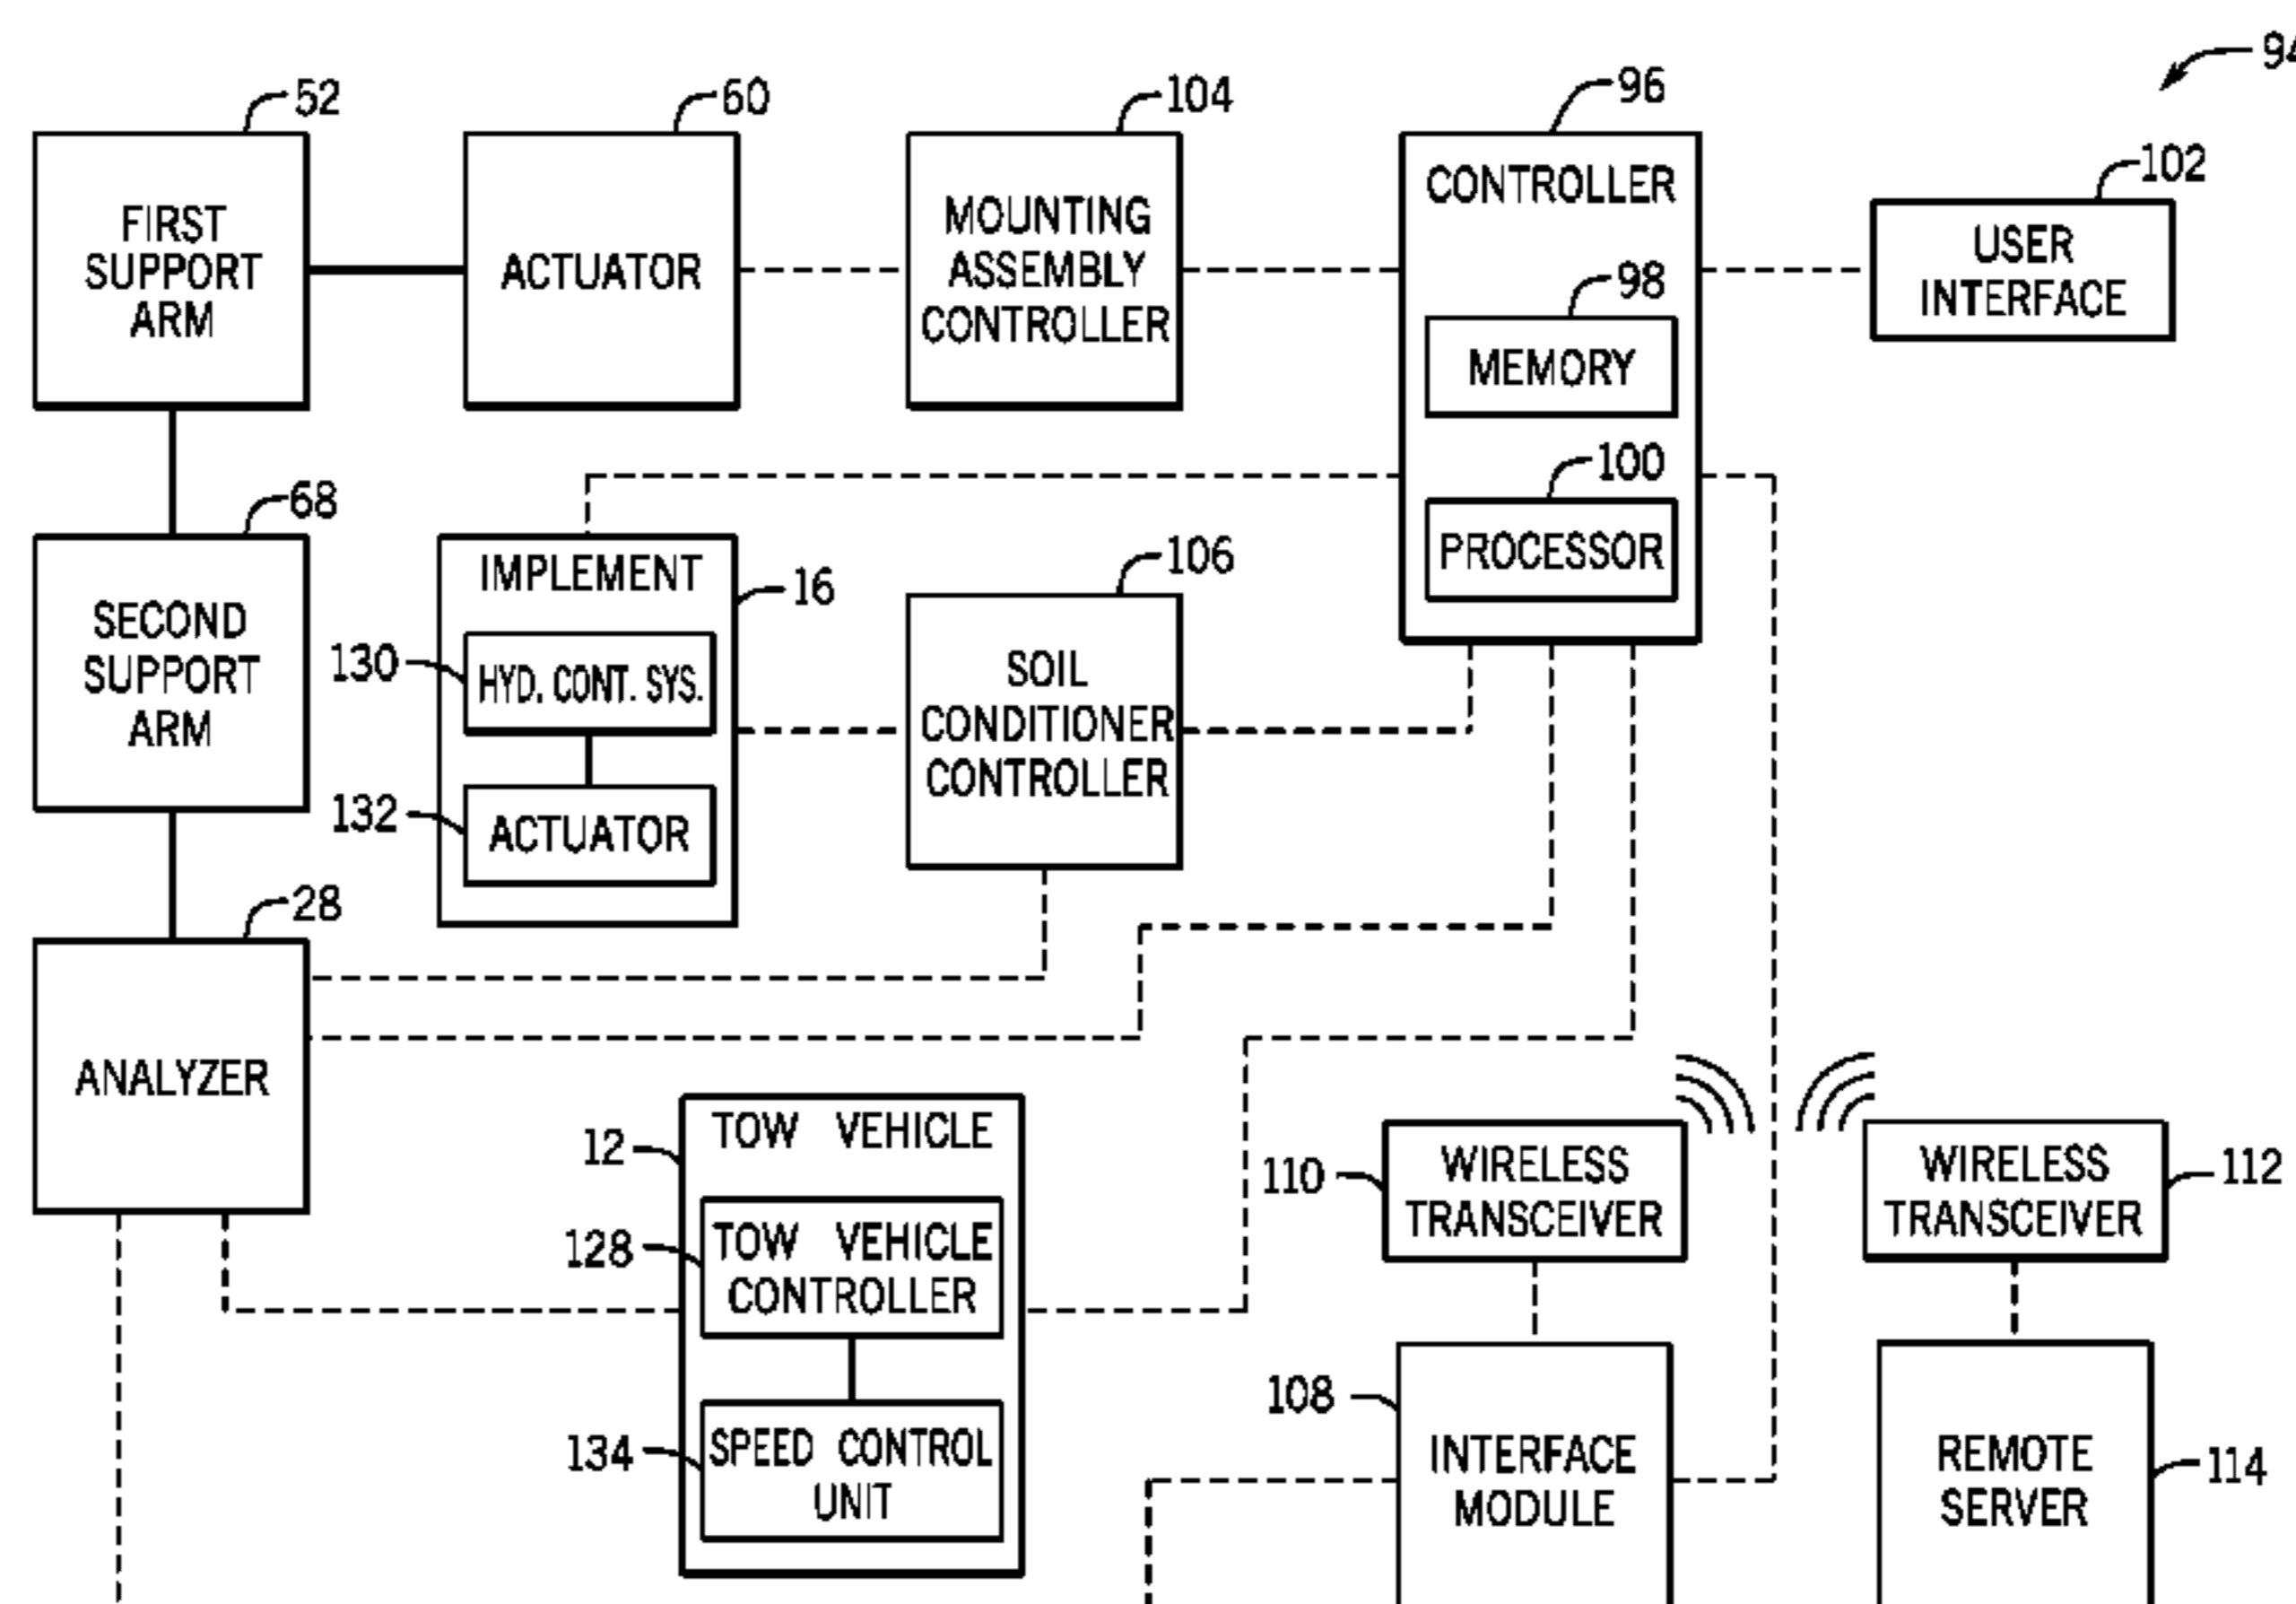 94
52
60
104
96
102
FIRST
SUPPORT
ARM
ACTUATOR
MOUNTING
ASSEMBLY
CONTROLLER
CONTROLLER
98
MEMORY
100
PROCESSOR
USER
INTERFACE
68
SECOND
SUPPORT
ARM
IMPLEMENT
16
130
HYD. CONT. SYS.
132
ACTUATOR
106
SOIL
CONDITIONER
CONTROLLER
28
ANALYZER
12
TOW VEHICLE
128
TOW VEHICLE
CONTROLLER
134
SPEED CONTROL
UNIT
110
WIRELESS
TRANSCEIVER
WIRELESS
TRANSCEIVER
112
108
INTERFACE
MODULE
REMOTE
SERVER
114